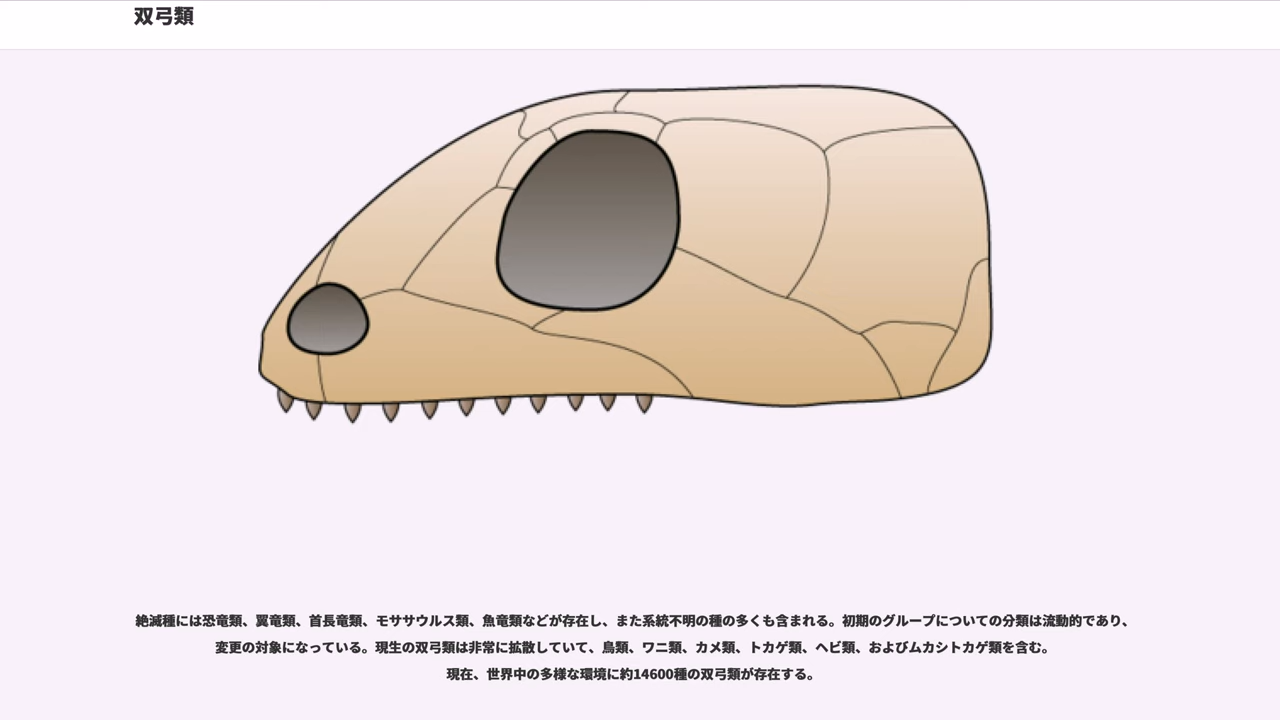 双弓類
絶滅種には恐竜類、翼竜類、首長竜類、モササウルス類、魚竜類などが存在し、また系統不明の種の多くも含まれる。初期のグループについての分類は流動的であり、
変更の対象になっている。現生の双弓類は非常に拡散していて、鳥類、ワニ類、カメ類、トカゲ類、ヘビ類、およびムカシトカゲ類を含む。
現在、世界中の多様な環境に約14600種の双弓類が存在する。